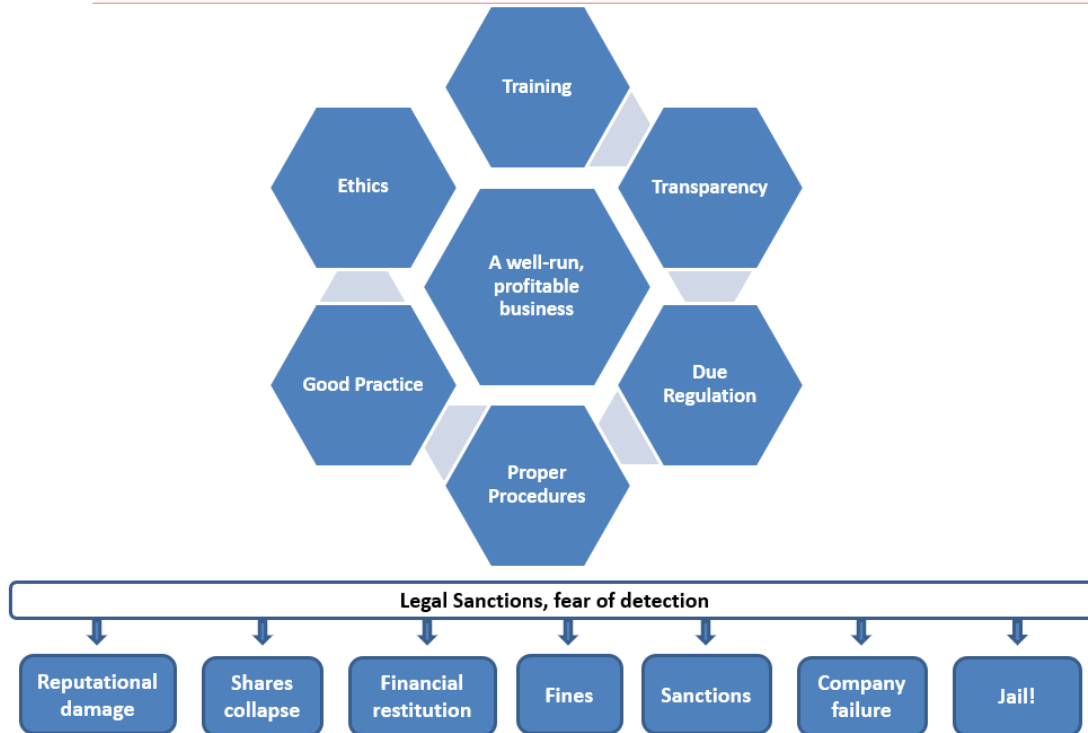 Training
Ethics
Transparency
A well-run,
profitable
business
Good Practice
Due
Regulation
Proper
Procedures
Legal Sanctions, fear of detection
Reputational
damage
Shares
collapse
Financial
restitution
Fines
Sanctions
Company
failure
Jail!